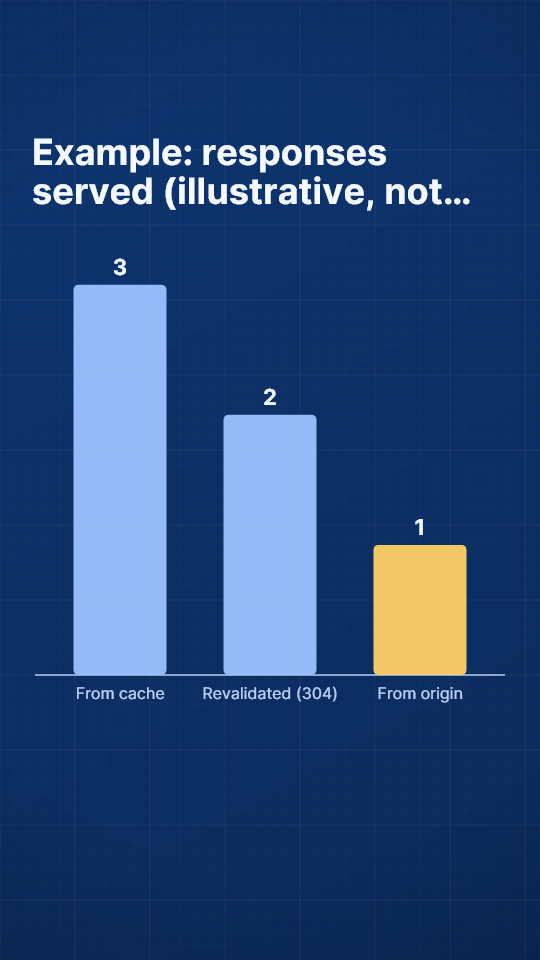 Example: responses
served (illustrative, not…
3
2
1
From cache
Revalidated (304)
From origin